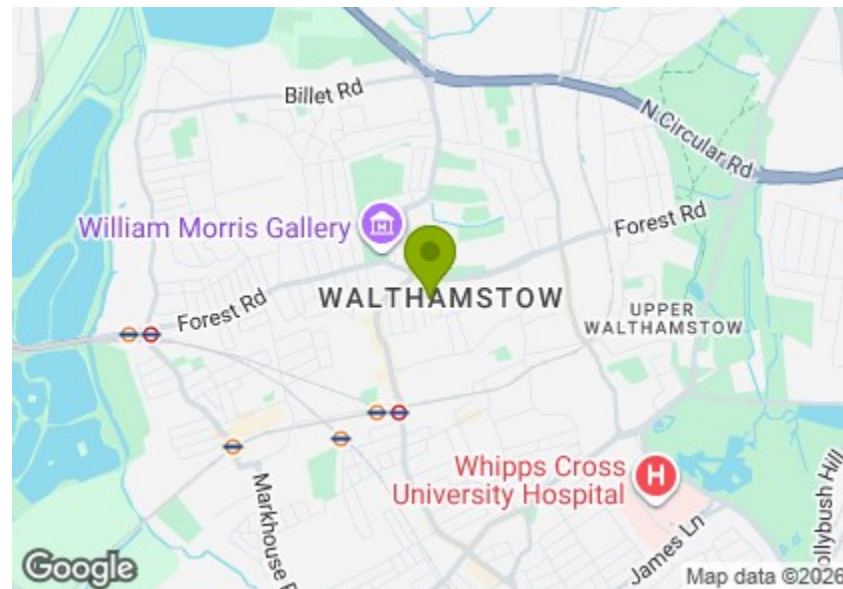 Billet Rd
N Circular Rd
William Morris Gallery
Forest Rd
WALTHAMSTOW
Forest Rd
UPPER
WALTHAMSTOW
Whipps Cross
University Hospital
H
Markhouse R
James Ln
ollybush Hill
Google
Map data ©2026